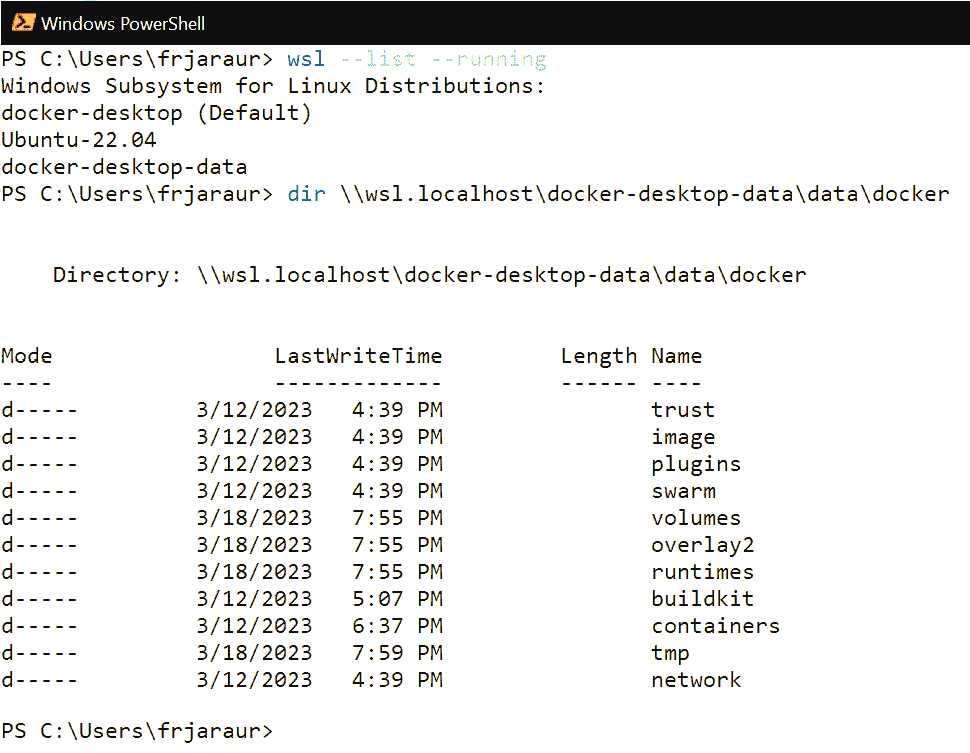 Windows PowerShell
PS C:\Users\frjaraur> wsl --list --running
Windows Subsystem for Linux Distributions:
docker-desktop (Default)
Ubuntu-22.04
docker-desktop-data
PS C:\Users\frjaraur> dir \\wsl.localhost\docker-desktop-data\data\docker
Directory: \\wsl.localhost\docker-desktop-data\data\docker
Mode                 LastWriteTime         Length Name
----                 -------------         ------ ----
d-----         3/12/2023   4:39 PM                trust
d-----         3/12/2023   4:39 PM                image
d-----         3/12/2023   4:39 PM                plugins
d-----         3/12/2023   4:39 PM                swarm
d-----         3/18/2023   7:55 PM                volumes
d-----         3/18/2023   7:55 PM                overlay2
d-----         3/18/2023   7:55 PM                runtimes
d-----         3/12/2023   5:07 PM                buildkit
d-----         3/12/2023   6:37 PM                containers
d-----         3/18/2023   7:59 PM                tmp
d-----         3/12/2023   4:39 PM                network
PS C:\Users\frjaraur>